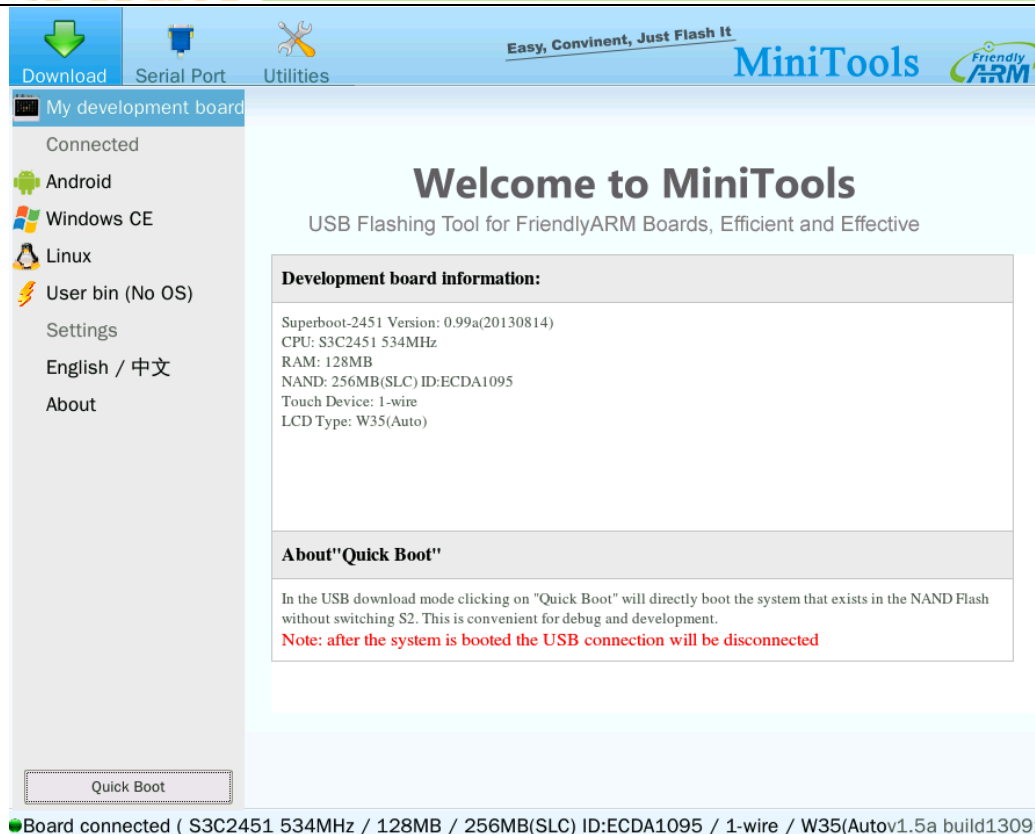 Download
Serial Port
Utilities
Easy, Convinent, Just Flash It
MiniTools
Friendly
ARM
My development board
Connected
Android
Windows CE
Linux
User bin (No OS)
Settings
English / 中文
About
Quick Boot
Welcome to MiniTools
USB Flashing Tool for FriendlyARM Boards, Efficient and Effective
Development board information:
Superboot-2451 Version: 0.99a(20130814)
CPU: S3C2451 534MHz
RAM: 128MB
NAND: 256MB(SLC) ID:ECDA1095
Touch Device: 1-wire
LCD Type: W35(Auto)
About"Quick Boot"
In the USB download mode clicking on "Quick Boot" will directly boot the system that exists in the NAND Flash
without switching S2. This is convenient for debug and development.
Note: after the system is booted the USB connection will be disconnected
Board connected ( S3C2451 534MHz / 128MB / 256MB(SLC) ID:ECDA1095 / 1-wire / W35(Autov1.5a build1309